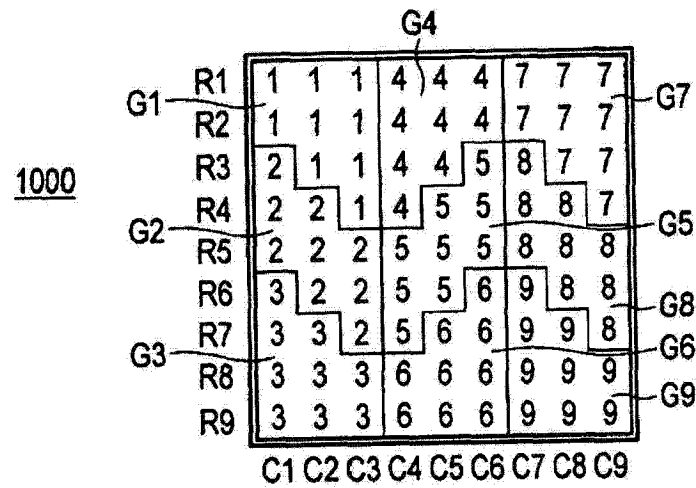 G4
R1 1 1 1 4 4 4 7 7 7
G1 G7
R2 1 1 1 4 4 4 7 7 7
R3 2 1 1 4 4 5 8 7 7
1000
R4 2 2 1 4 5 5 8 8 7
G2 G5
R5 2 2 2 5 5 5 8 8 8
R6 3 2 2 5 5 6 9 8 8
G8
R7 3 3 2 5 6 6 9 9 8
G3 G6
R8 3 3 3 6 6 6 9 9 9
G9
R9 3 3 3 6 6 6 9 9 9
C1 C2 C3 C4 C5 C6 C7 C8 C9